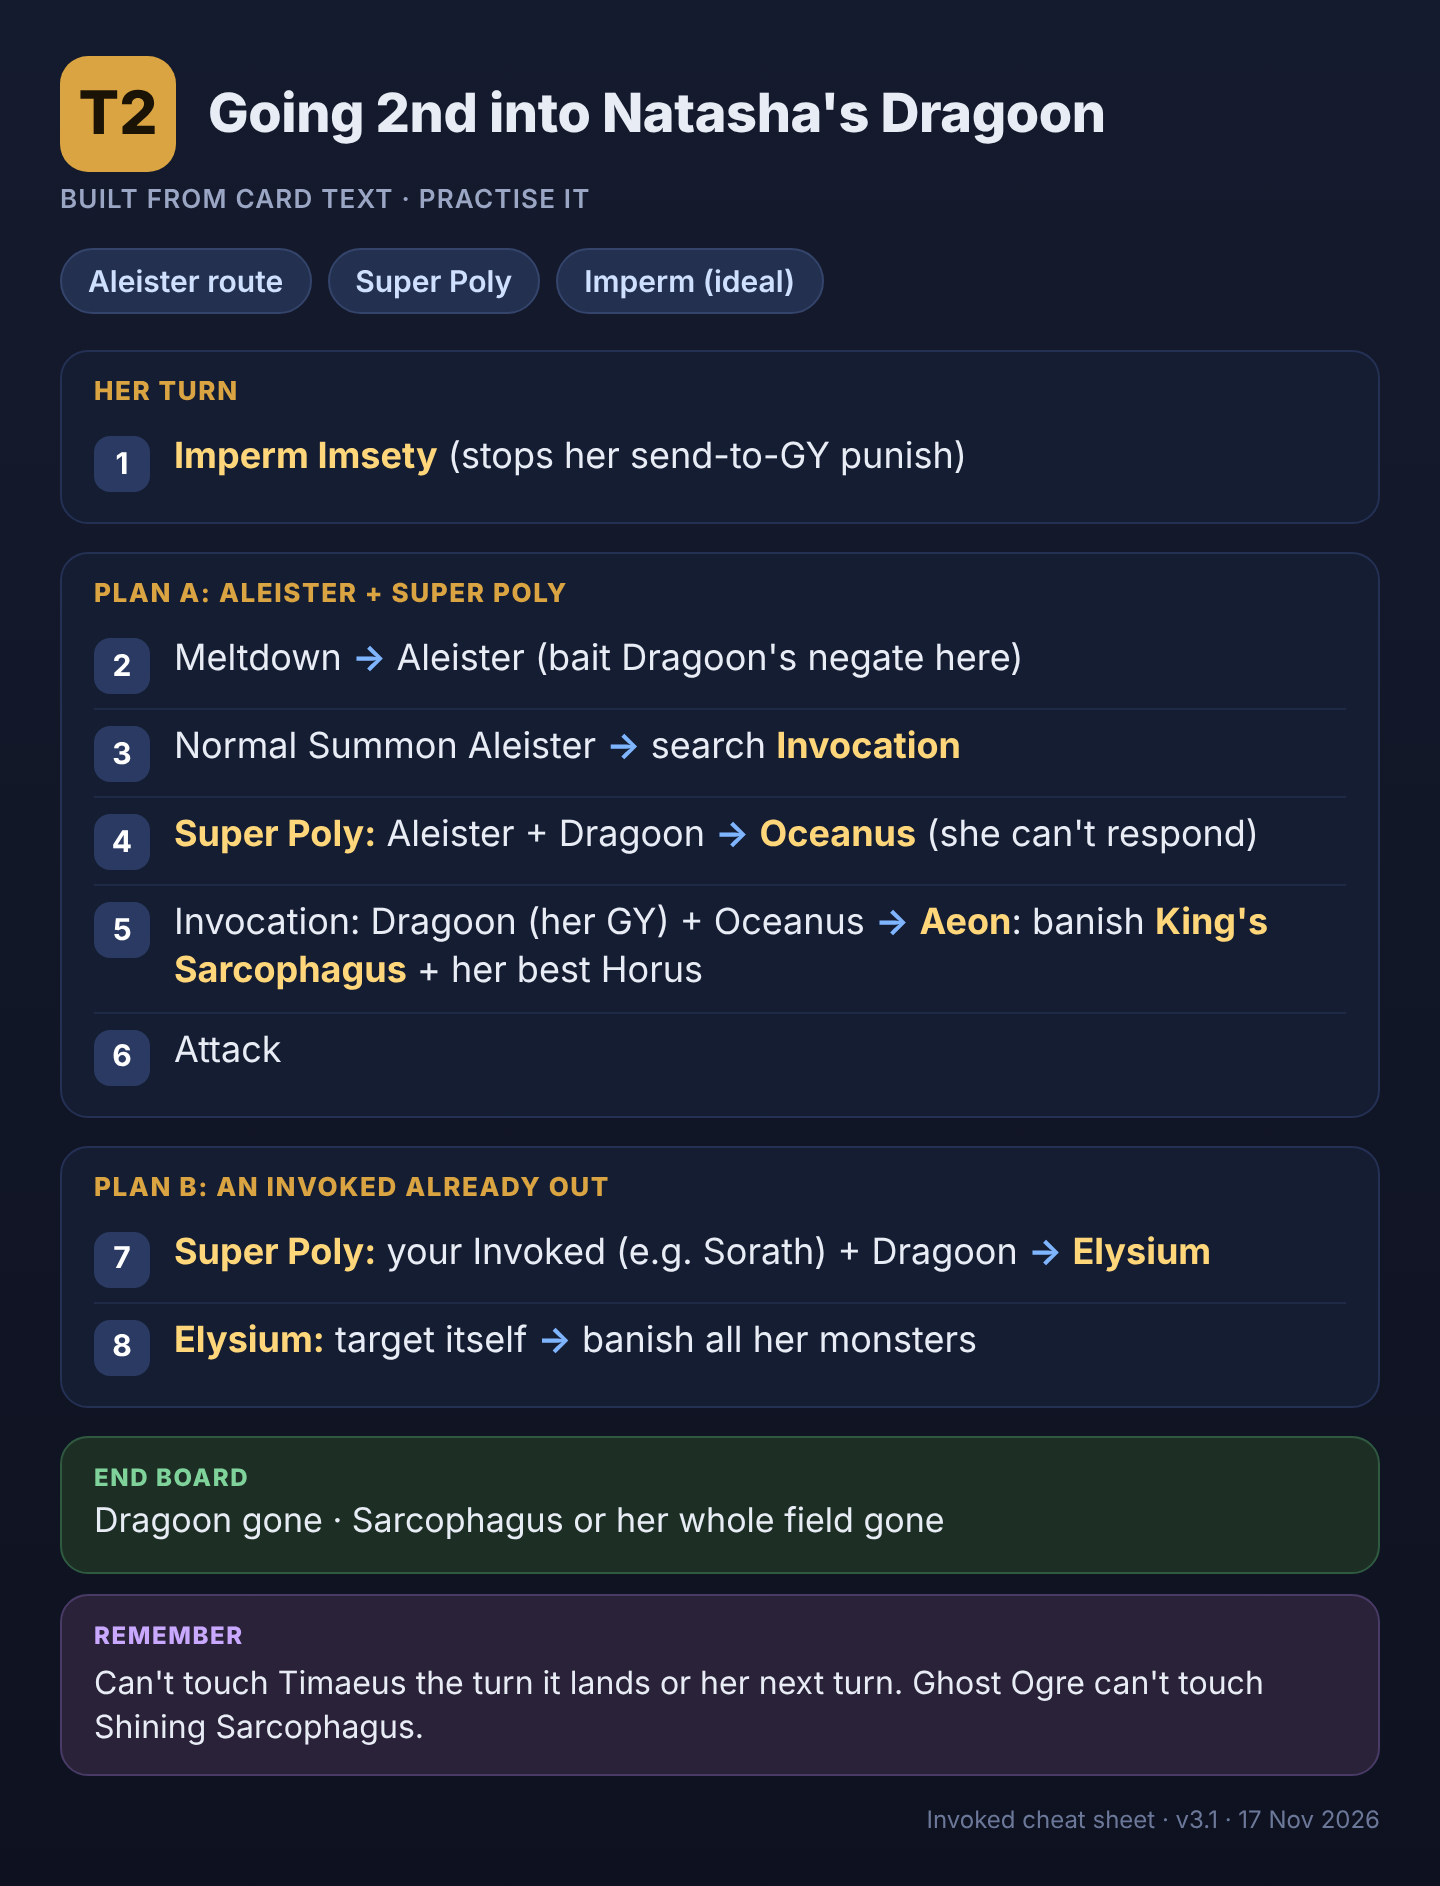 T2
Going 2nd into Natasha's Dragoon
BUILT FROM CARD TEXT · PRACTISE IT
Aleister route
Super Poly
Imperm (ideal)
HER TURN
1 Imperm Imsety (stops her send-to-GY punish)
PLAN A: ALEISTER + SUPER POLY
2 Meltdown → Aleister (bait Dragoon's negate here)
3 Normal Summon Aleister → search Invocation
4 Super Poly: Aleister + Dragoon → Oceanus (she can't respond)
5 Invocation: Dragoon (her GY) + Oceanus → Aeon: banish King's
Sarcophagus + her best Horus
6 Attack
PLAN B: AN INVOKED ALREADY OUT
7 Super Poly: your Invoked (e.g. Sorath) + Dragoon → Elysium
8 Elysium: target itself → banish all her monsters
END BOARD
Dragoon gone · Sarcophagus or her whole field gone
REMEMBER
Can't touch Timaeus the turn it lands or her next turn. Ghost Ogre can't touch
Shining Sarcophagus.
Invoked cheat sheet · v3.1 · 17 Nov 2026